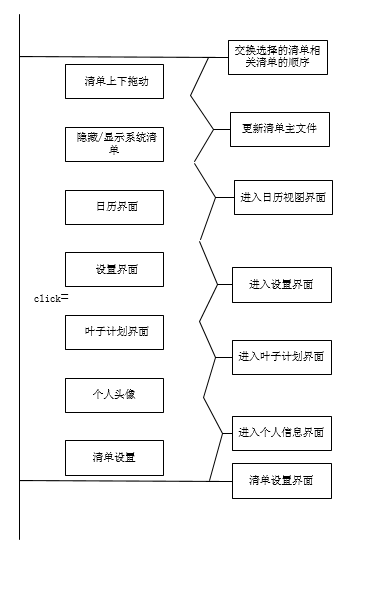 交换选择的清单相
关清单的顺序
清单上下拖动
更新清单主文件
隐藏/显示系统清
单
进入日历视图界面
日历界面
设置界面
进入设置界面
click=
叶子计划界面
进入叶子计划界面
个人头像
进入个人信息界面
清单设置
清单设置界面